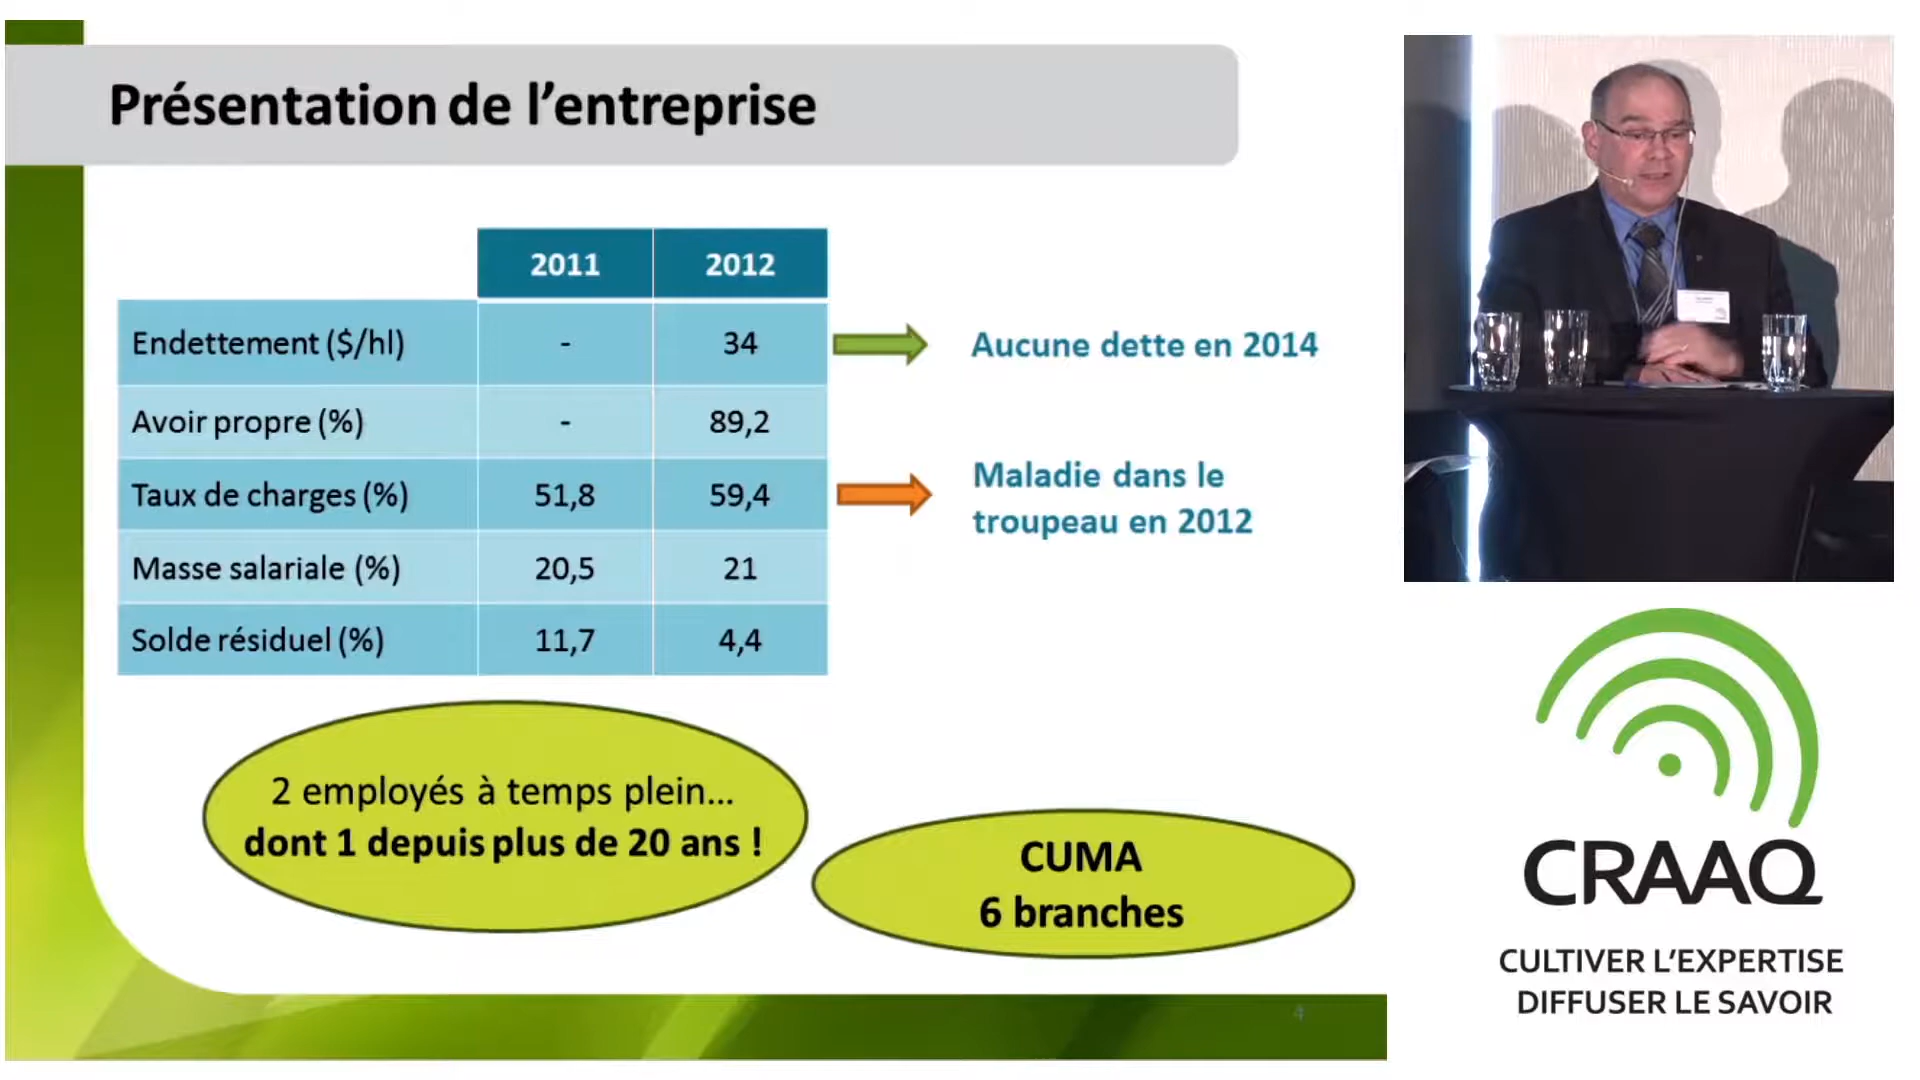 Présentation de l'entreprise
2011 2012
Endettement ($/hl) - 34
Aucune dette en 2014
Avoir propre (%) - 89,2
Taux de charges (%) 51,8 59,4
Maladie dans le
troupeau en 2012
Masse salariale (%) 20,5 21
Solde résiduel (%) 11,7 4,4
2 employés à temps plein...
dont 1 depuis plus de 20 ans !
CUMA
6 branches
4
CRAAQ
CULTIVER L'EXPERTISE
DIFFUSER LE SAVOIR